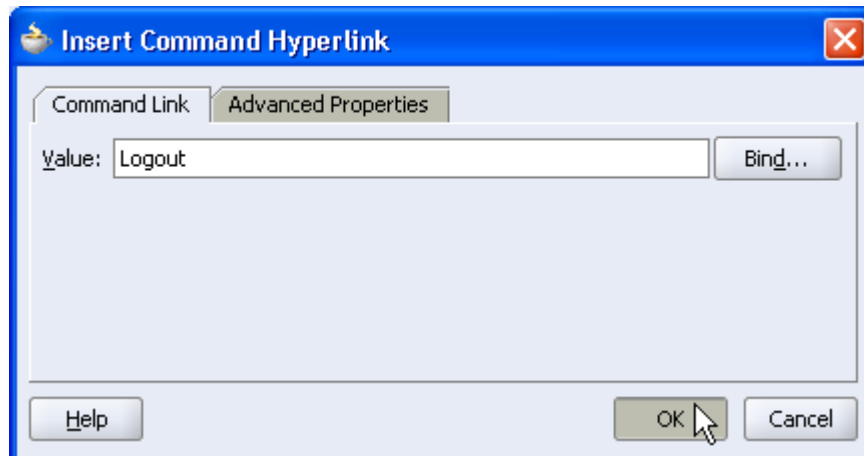 Insert Command Hyperlink
Command Link Advanced Properties
Value: Logout Bind...
Help OK Cancel